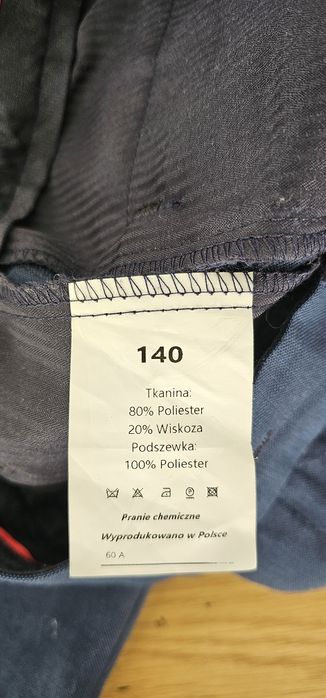 140
Tkanina:
80% Poliester
20% Wiskoza
Podszewka:
100% Poliester
Pranie chemiczne
Wyprodukowano w Polsce
60 A